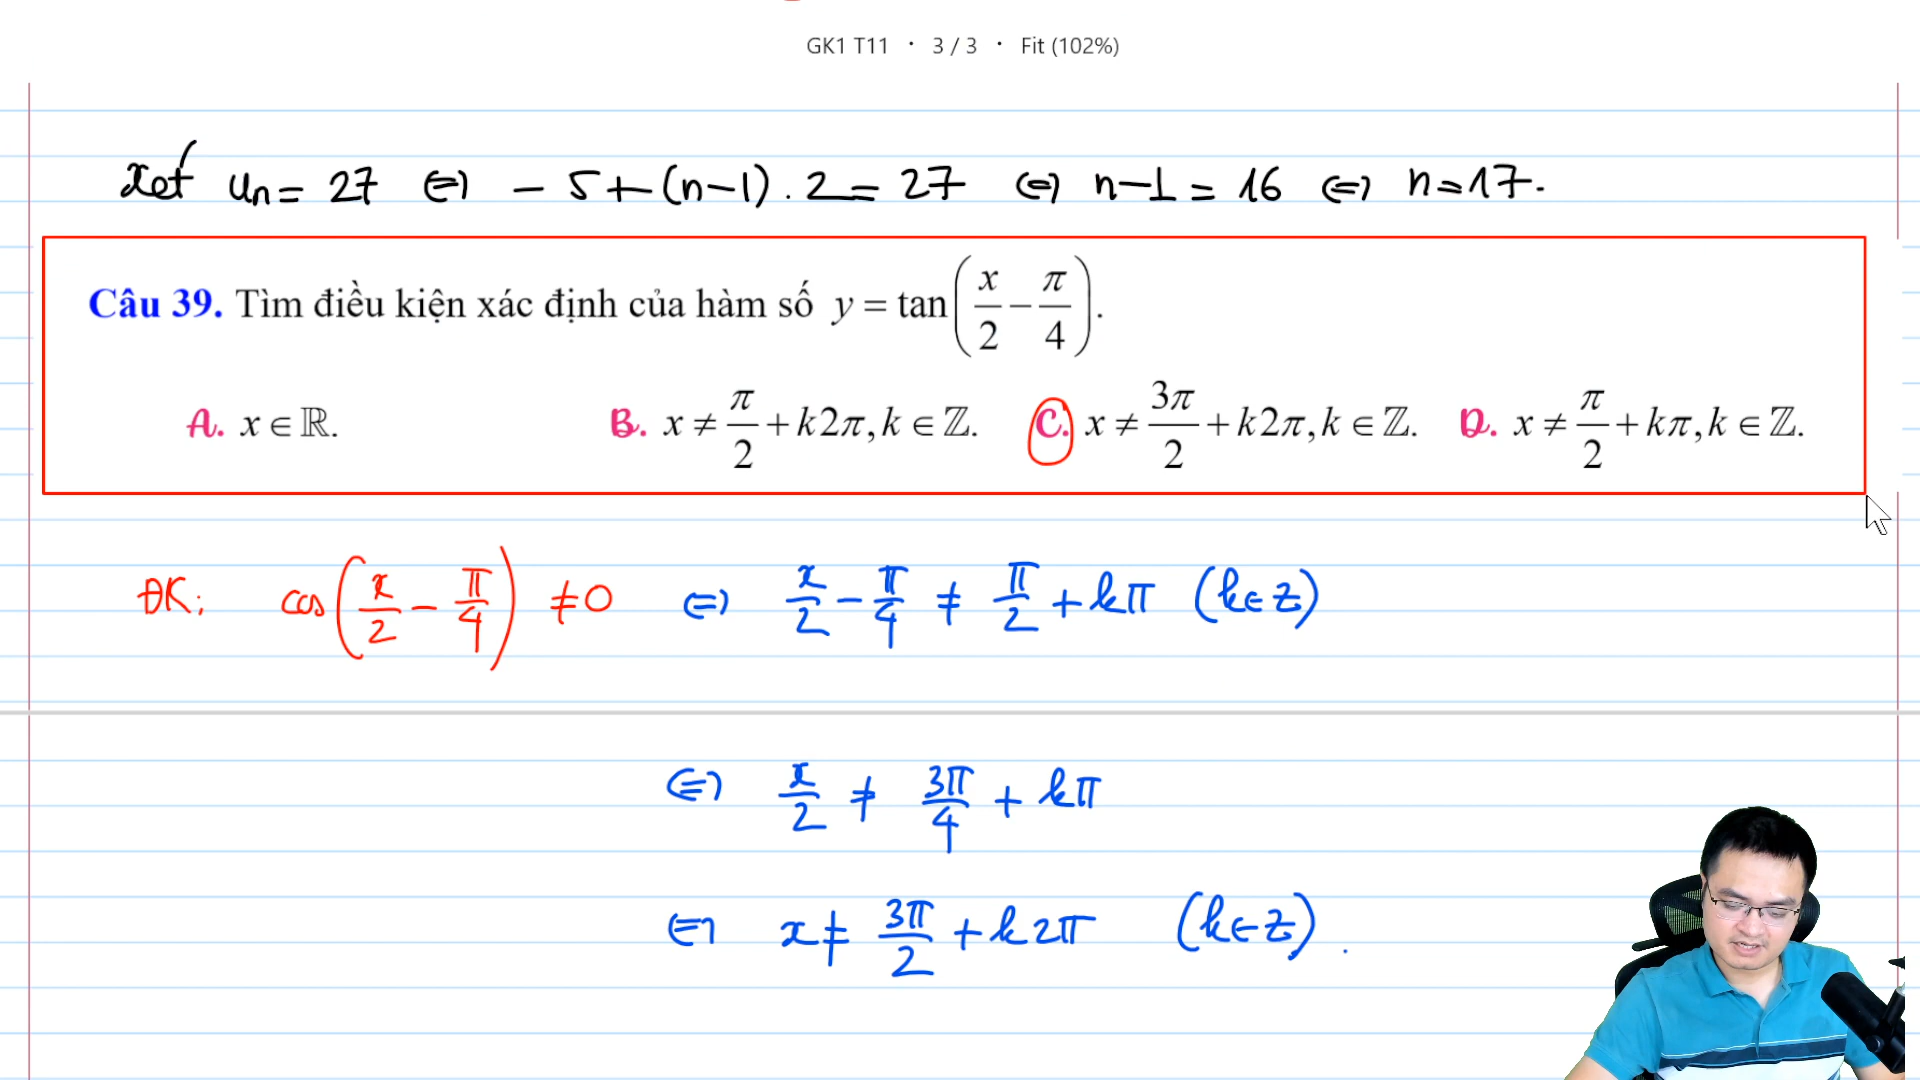 GK1 T11 • 3 / 3 • Fit (102%)
xét uₙ = 27 ⇔ - 5 + (n-1) . 2 = 27 ⇔ n-1 = 16 ⇔ n = 17.
Câu 39. Tìm điều kiện xác định của hàm số y = tan(x/2 − π/4).
A. x ∈ ℝ. B. x ≠ π/2 + k2π, k ∈ ℤ. C. x ≠ 3π/2 + k2π, k ∈ ℤ. D. x ≠ π/2 + kπ, k ∈ ℤ.
ĐK: cos(x/2 − π/4) ≠ 0 ⇔ x/2 − π/4 ≠ π/2 + kπ (k ∈ Z)
⇔ x/2 ≠ 3π/4 + kπ
⇔ x ≠ 3π/2 + k2π (k ∈ Z).